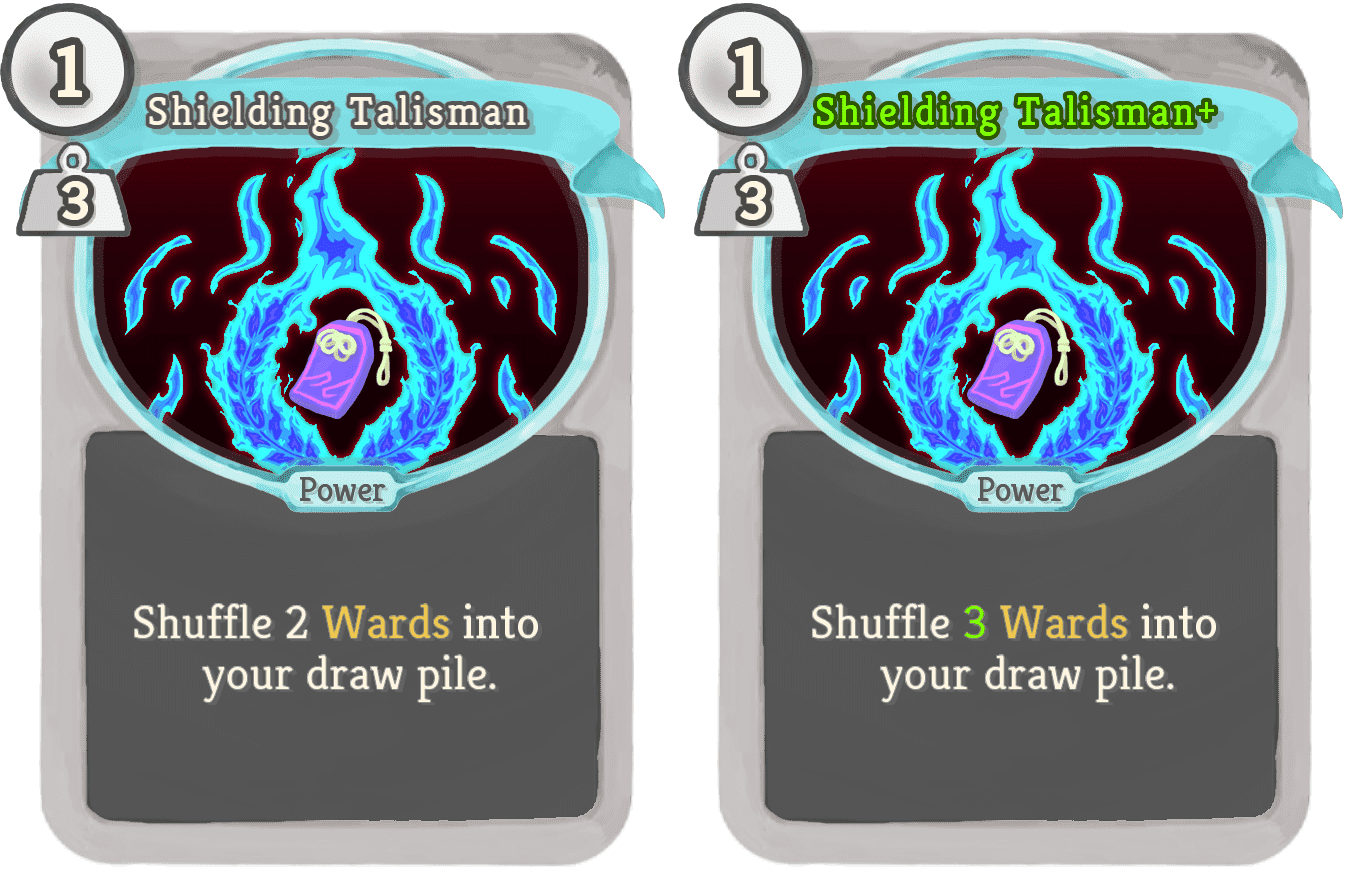 1
Shielding Talisman
3
Power
Shuffle 2 Wards into
your draw pile.
1
Shielding Talisman+
3
Power
Shuffle 3 Wards into
your draw pile.